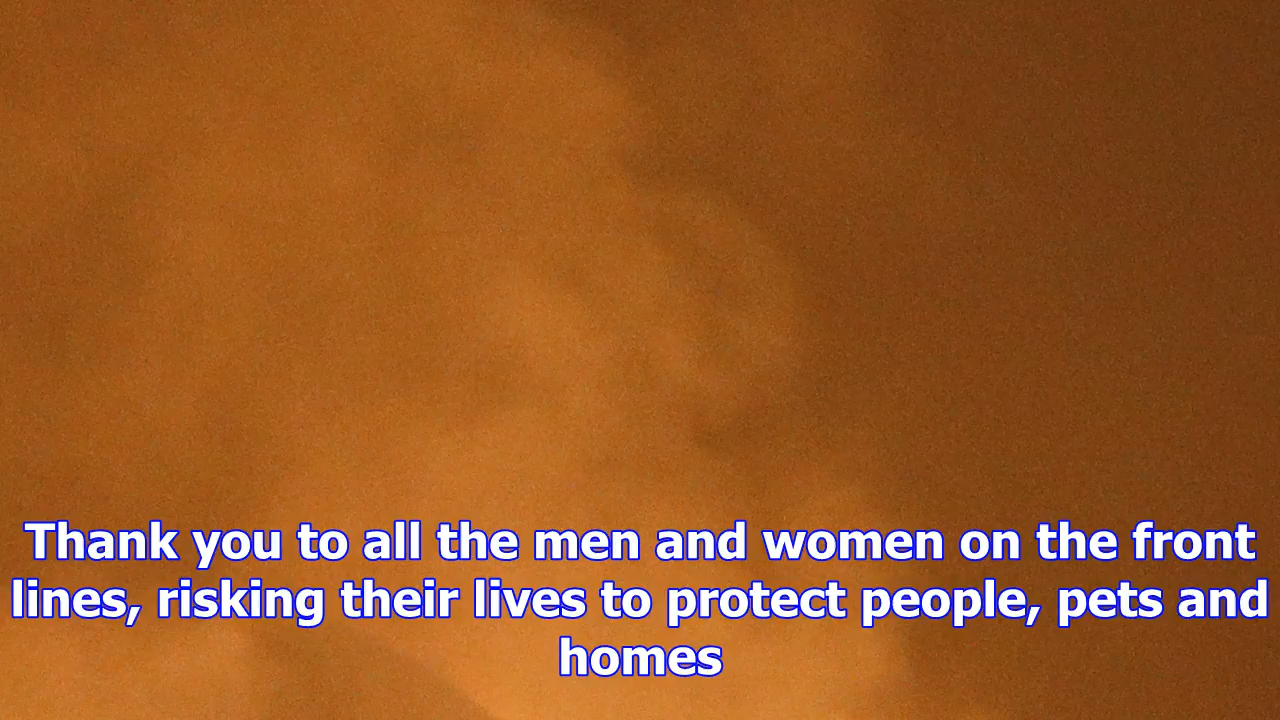 Thank you to all the men and women on the front
lines, risking their lives to protect people, pets and
homes